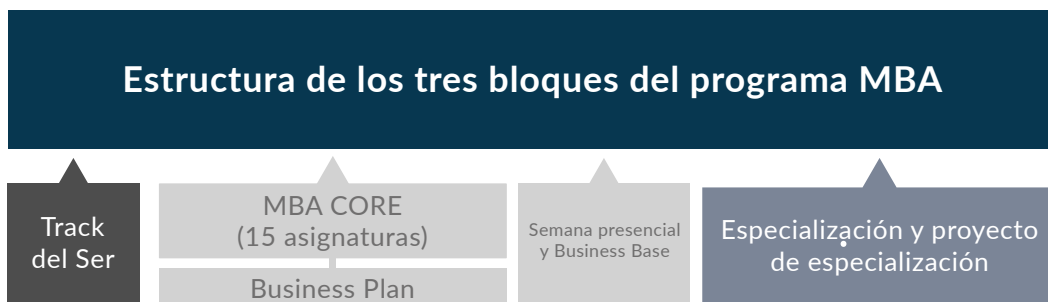 Estructura de los tres bloques del programa MBA
Track
del Ser
MBA CORE
(15 asignaturas)
Business Plan
Semana presencial
y Business Base
Especialización y proyecto
de especialización